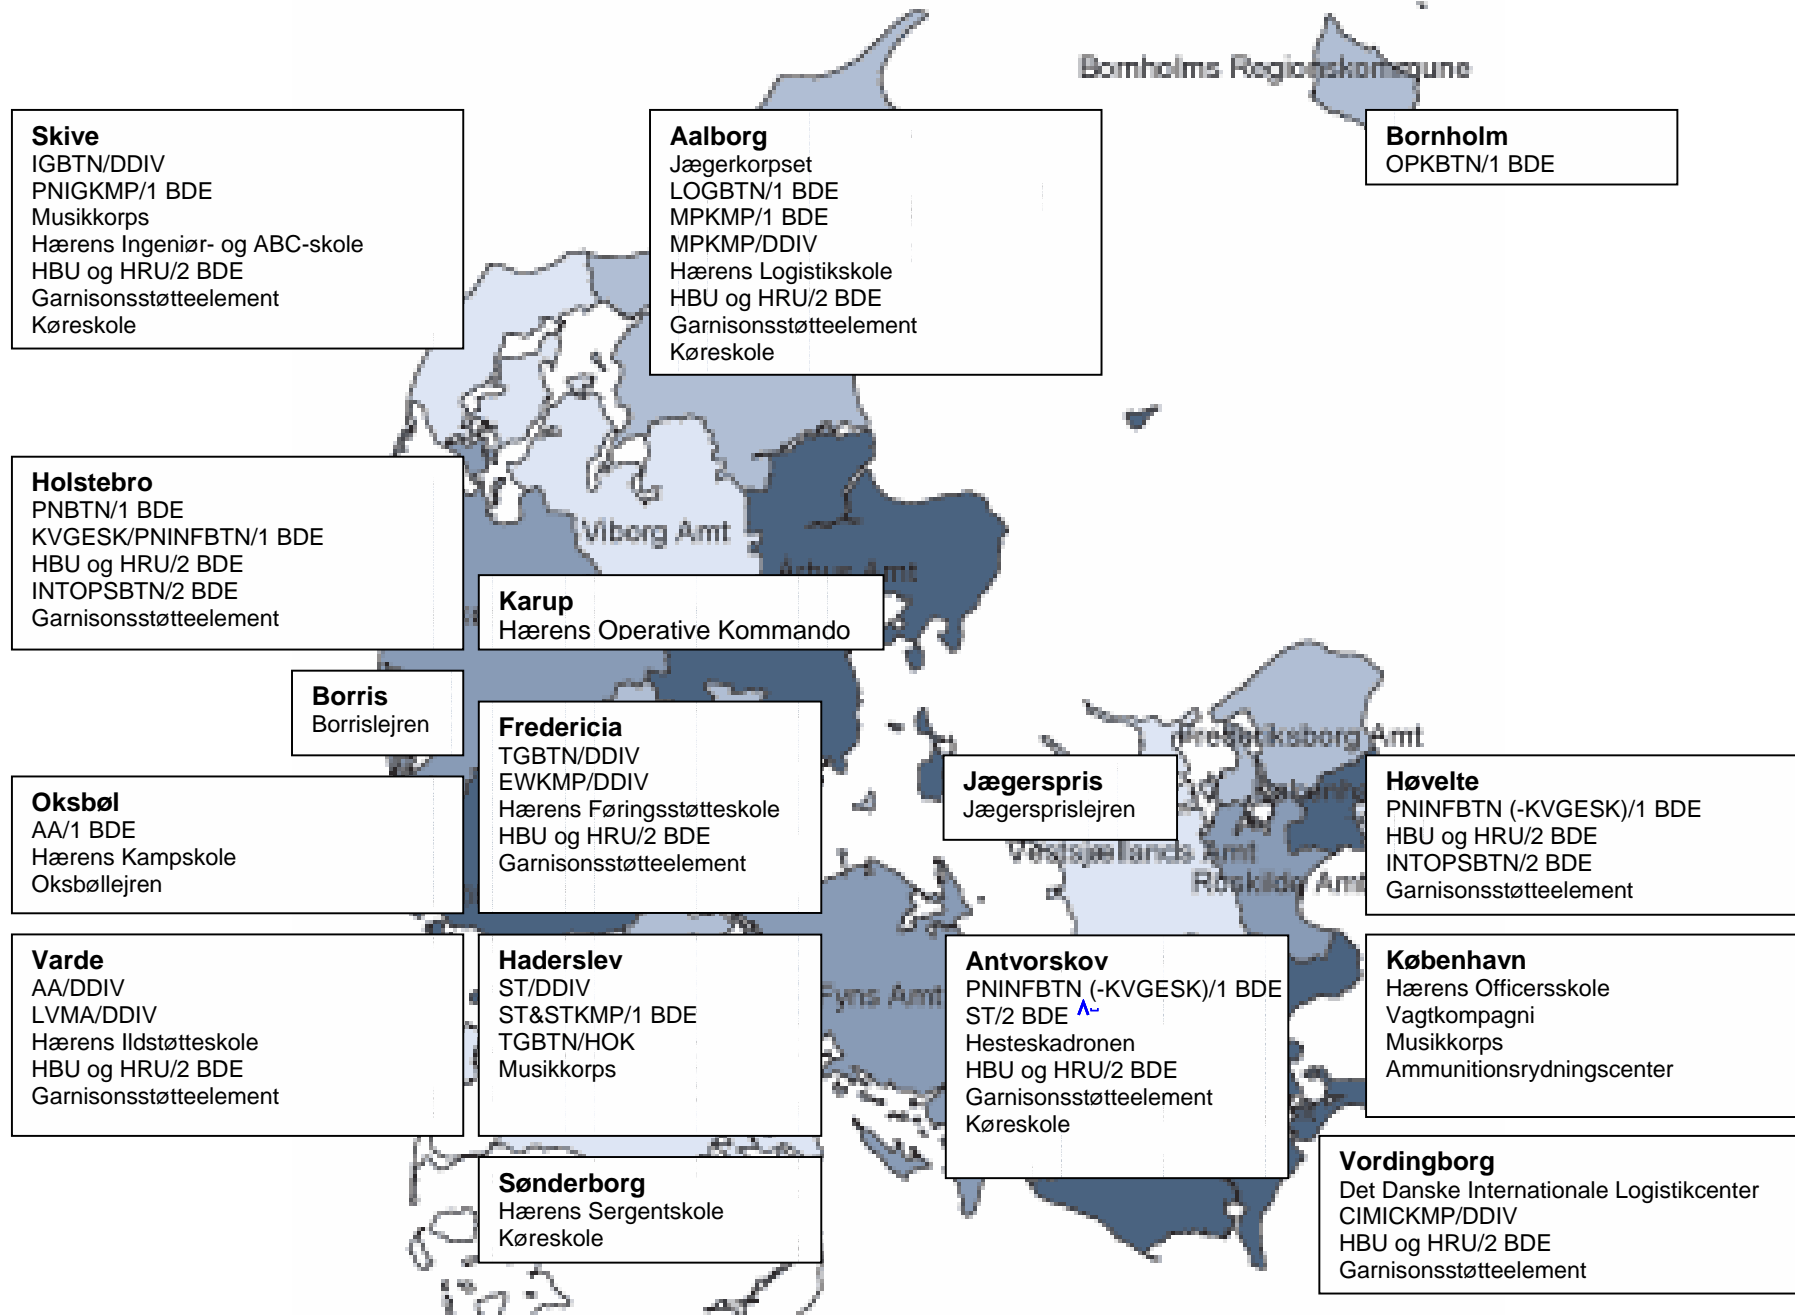 Bornholms Regionskommune
Skive
IGBTN/DDIV
PNIGKMP/1 BDE
Musikkorps
Hærens Ingeniør- og ABC-skole
HBU og HRU/2 BDE
Garnisonsstøtteelement
Køreskole
Aalborg
Jægerkorpset
LOGBTN/1 BDE
MPKMP/1 BDE
MPKMP/DDIV
Hærens Logistikskole
HBU og HRU/2 BDE
Garnisonsstøtteelement
Køreskole
Bornholm
OPKBTN/1 BDE
Holstebro
PNBTN/1 BDE
KVGESK/PNINFBTN/1 BDE
HBU og HRU/2 BDE
INTOPSBTN/2 BDE
Garnisonsstøtteelement
Viborg Amt
Århus Amt
Karup
Hærens Operative Kommando
Borris
Borrislejren
Fredericia
TGBTN/DDIV
EWKMP/DDIV
Hærens Føringsstøtteskole
HBU og HRU/2 BDE
Garnisonsstøtteelement
Frederiksborg Amt
Jægerspris
Jægersprislejren
Høvelte
PNINFBTN (-KVGESK)/1 BDE
HBU og HRU/2 BDE
INTOPSBTN/2 BDE
Garnisonsstøtteelement
Oksbøl
AA/1 BDE
Hærens Kampskole
Oksbøllejren
Vestsjællands Amt
Roskilde Amt
Varde
AA/DDIV
LVMA/DDIV
Hærens Ildstøtteskole
HBU og HRU/2 BDE
Garnisonsstøtteelement
Haderslev
ST/DDIV
ST&STKMP/1 BDE
TGBTN/HOK
Musikkorps
Fyns Amt
Antvorskov
PNINFBTN (-KVGESK)/1 BDE
ST/2 BDE
Hesteskadronen
HBU og HRU/2 BDE
Garnisonsstøtteelement
Køreskole
København
Hærens Officersskole
Vagtkompagni
Musikkorps
Ammunitionsrydningscenter
Sønderborg
Hærens Sergentskole
Køreskole
Vordingborg
Det Danske Internationale Logistikcenter
CIMICKMP/DDIV
HBU og HRU/2 BDE
Garnisonsstøtteelement